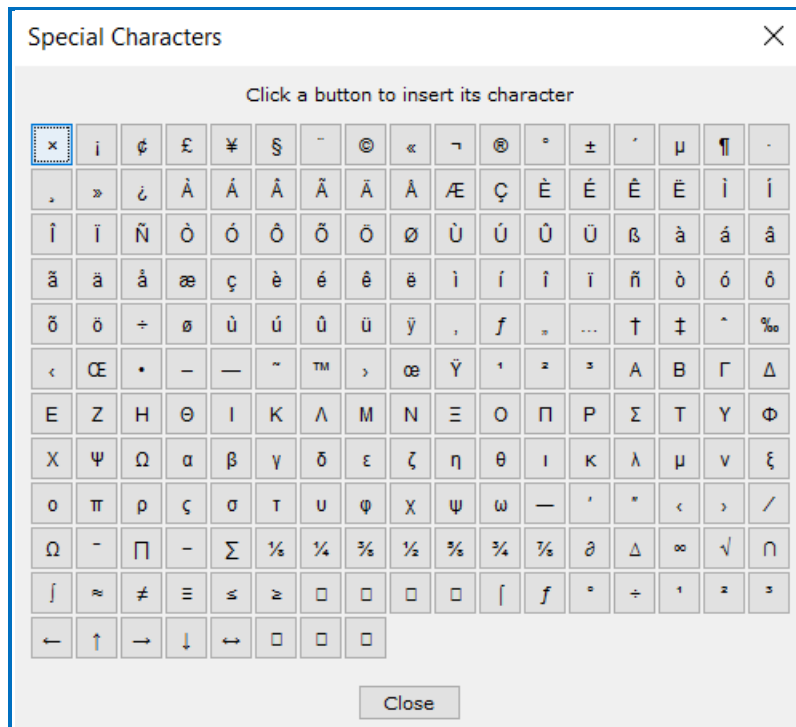 Special Characters
Click a button to insert its character
× ¡ ¢ £ ¥ § ¨ © « ¬ ® ° ± ´ µ ¶ ·
¸ » ¿ À Á Â Ã Ä Å Æ Ç È É Ê Ë Ì Í
Î Ï Ñ Ò Ó Ô Õ Ö Ø Ù Ú Û Ü ß à á â
ã ä å æ ç è é ê ë ì í î ï ñ ò ó ô
õ ö ÷ ø ù ú û ü ÿ ‚ ƒ „ … † ‡ ˆ ‰
‹ Œ • – — ˜ ™ › œ Ÿ ¹ ² ³ Α Β Γ Δ
Ε Ζ Η Θ Ι Κ Λ Μ Ν Ξ Ο Π Ρ Σ Τ Υ Φ
Χ Ψ Ω α β γ δ ε ζ η θ ι κ λ μ ν ξ
ο π ρ ς σ τ υ φ χ ψ ω — ′ ″ ‹ › ⁄
Ω ⁻ ∏ − ∑ ⅛ ¼ ⅜ ½ ⅝ ¾ ⅞ ∂ ∆ ∞ √ ∩
∫ ≈ ≠ ≡ ≤ ≥ □ □ □ □ ⌠ ƒ ° ÷ ¹ ² ³
← ↑ → ↓ ↔ □ □ □
Close